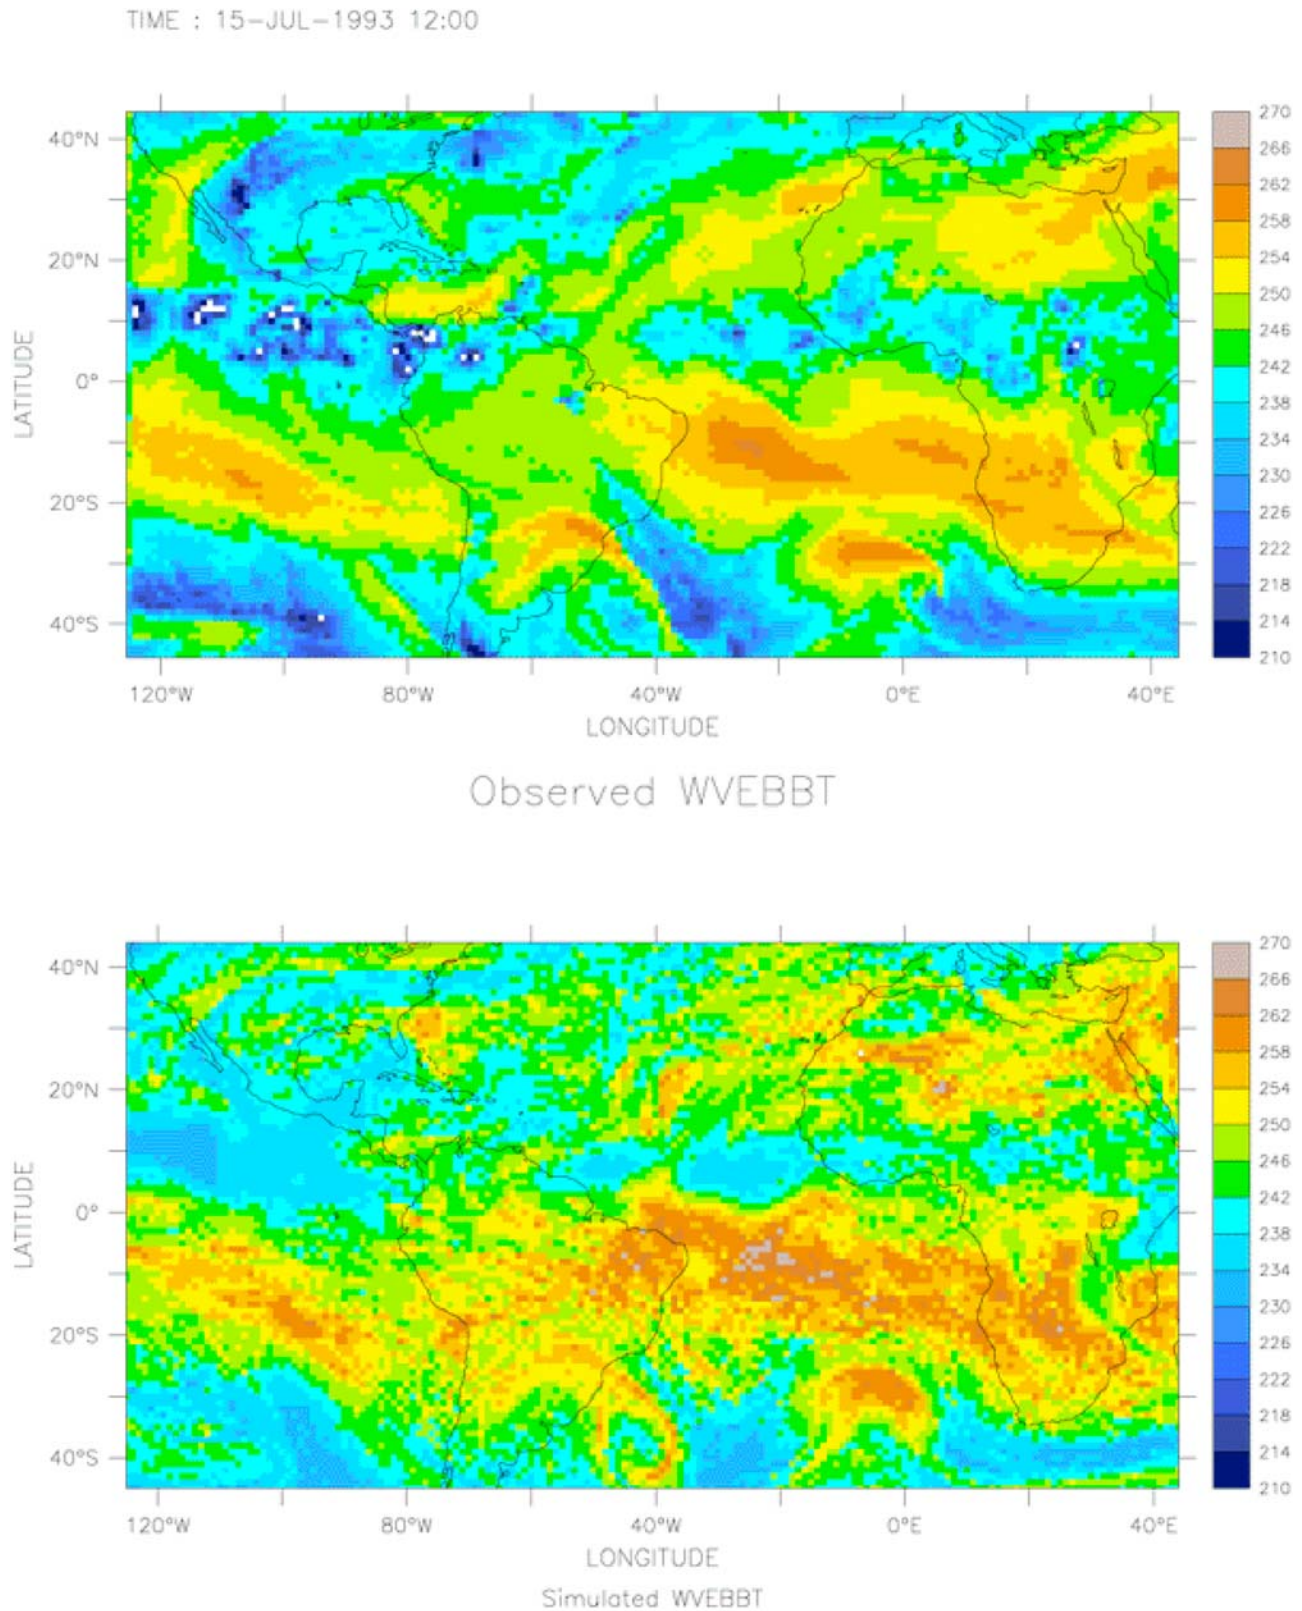 TIME : 15-JUL-1993 12:00
270
266
262
258
254
250
246
242
238
234
230
226
222
218
214
210
40°N
20°N
0°
20°S
40°S
LATITUDE
120°W 80°W 40°W 0°E 40°E
LONGITUDE
Observed WVEBBT
270
266
262
258
254
250
246
242
238
234
230
226
222
218
214
210
40°N
20°N
0°
20°S
40°S
LATITUDE
120°W 80°W 40°W 0°E 40°E
LONGITUDE
Simulated WVEBBT